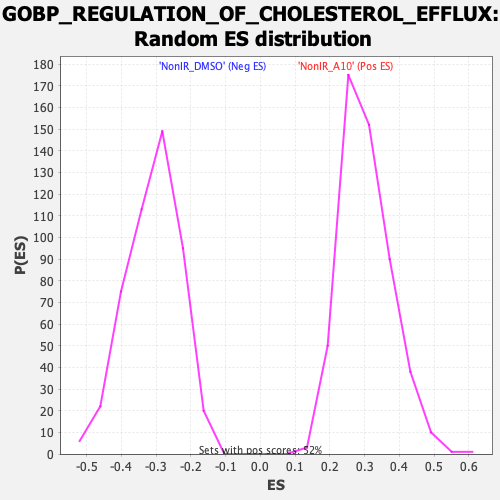 GOBP_REGULATION_OF_CHOLESTEROL_EFFLUX:
Random ES distribution
'NonIR_DMSO' (Neg ES) 'NonIR_A10' (Pos ES)
180
170
160
150
140
130
120
110
100
90
80
70
60
50
40
30
20
10
0
P(ES)
Sets with pos scores: 52%
-0.5 -0.4 -0.3 -0.2 -0.1 0.0 0.1 0.2 0.3 0.4 0.5 0.6
ES